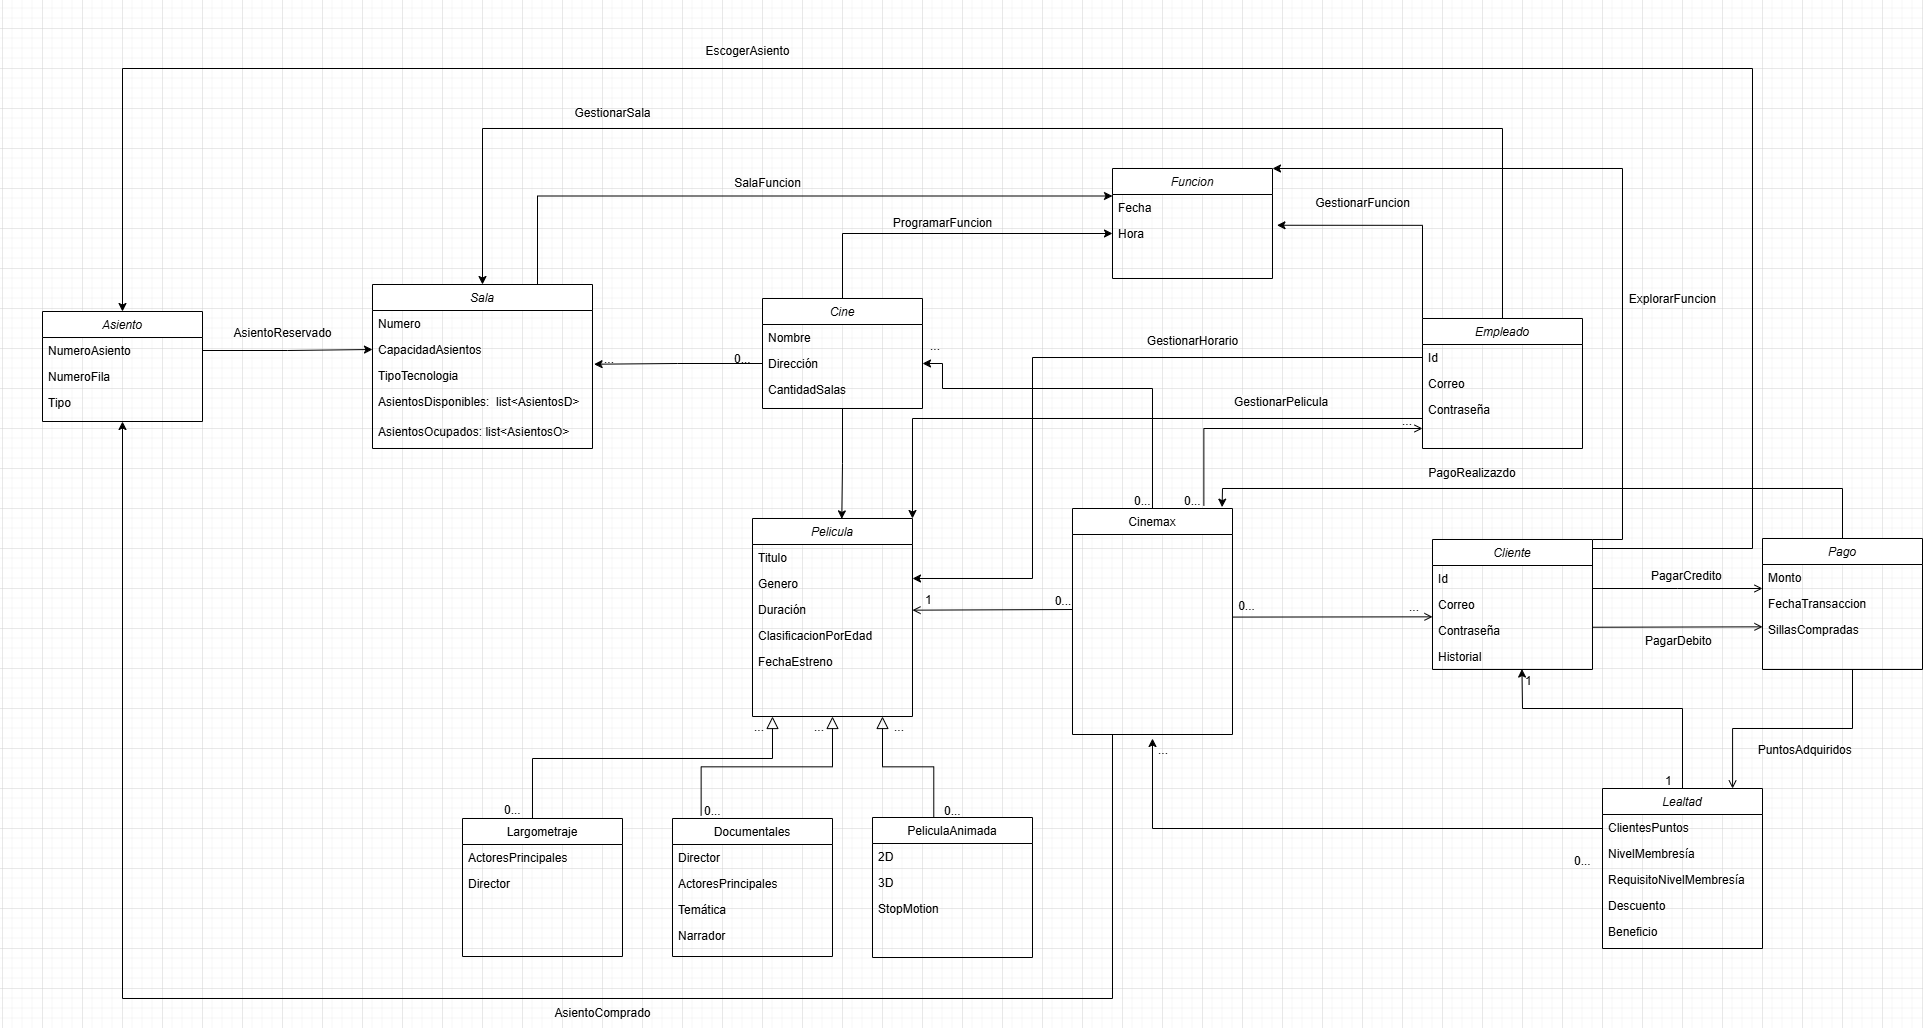 EscogerAsiento
GestionarSala
SalaFuncion
ProgramarFuncion
Funcion
Fecha
Hora
GestionarFuncion
ExplorarFuncion
Asiento
NumeroAsiento
NumeroFila
Tipo
AsientoReservado
Sala
Numero
CapacidadAsientos
TipoTecnologia
AsientosDisponibles: list<AsientosD>
AsientosOcupados: list<AsientosO>
...
0...
Cine
Nombre
Dirección
CantidadSalas
...
GestionarHorario
GestionarPelicula
Empleado
Id
Correo
Contraseña
...
PagoRealizazdo
0...
0...
Pelicula
Titulo
Genero
Duración
ClasificacionPorEdad
FechaEstreno
1
0...
Cinemax
0...
...
Cliente
Id
Correo
Contraseña
Historial
PagarCredito
PagarDebito
Pago
Monto
FechaTransaccion
SillasCompradas
1
PuntosAdquiridos
...
...
...
...
0...
0...
0...
1
Largometraje
ActoresPrincipales
Director
Documentales
Director
ActoresPrincipales
Temática
Narrador
PeliculaAnimada
2D
3D
StopMotion
0...
Lealtad
ClientesPuntos
NivelMembresía
RequisitoNivelMembresía
Descuento
Beneficio
AsientoComprado